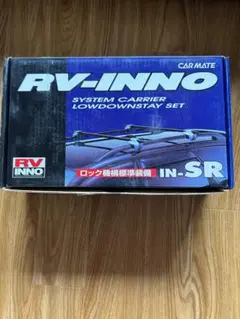 CAR MATE
RV-INNO
SYSTEM CARRIER
LOWDOWNSTAY SET
RV
INNO
ロック機構標準装備 IN-SR